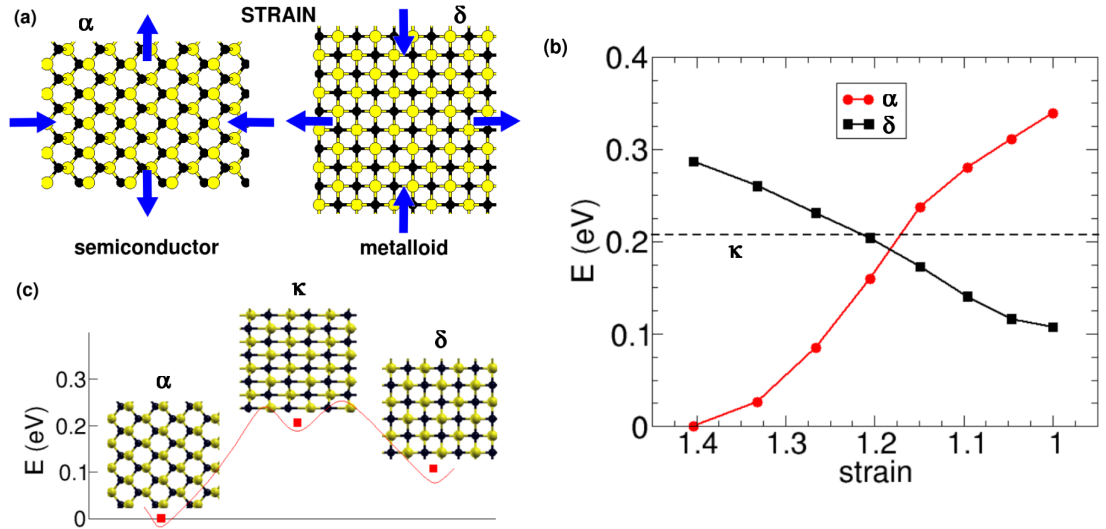 (a)
α
STRAIN
δ
semiconductor
metalloid
(b)
0.4
0.3
0.2
0.1
0
E (eV)
α
δ
κ
1.4
1.3
1.2
1.1
1
strain
(c)
κ
α
δ
0.3
0.2
0.1
0
E (eV)